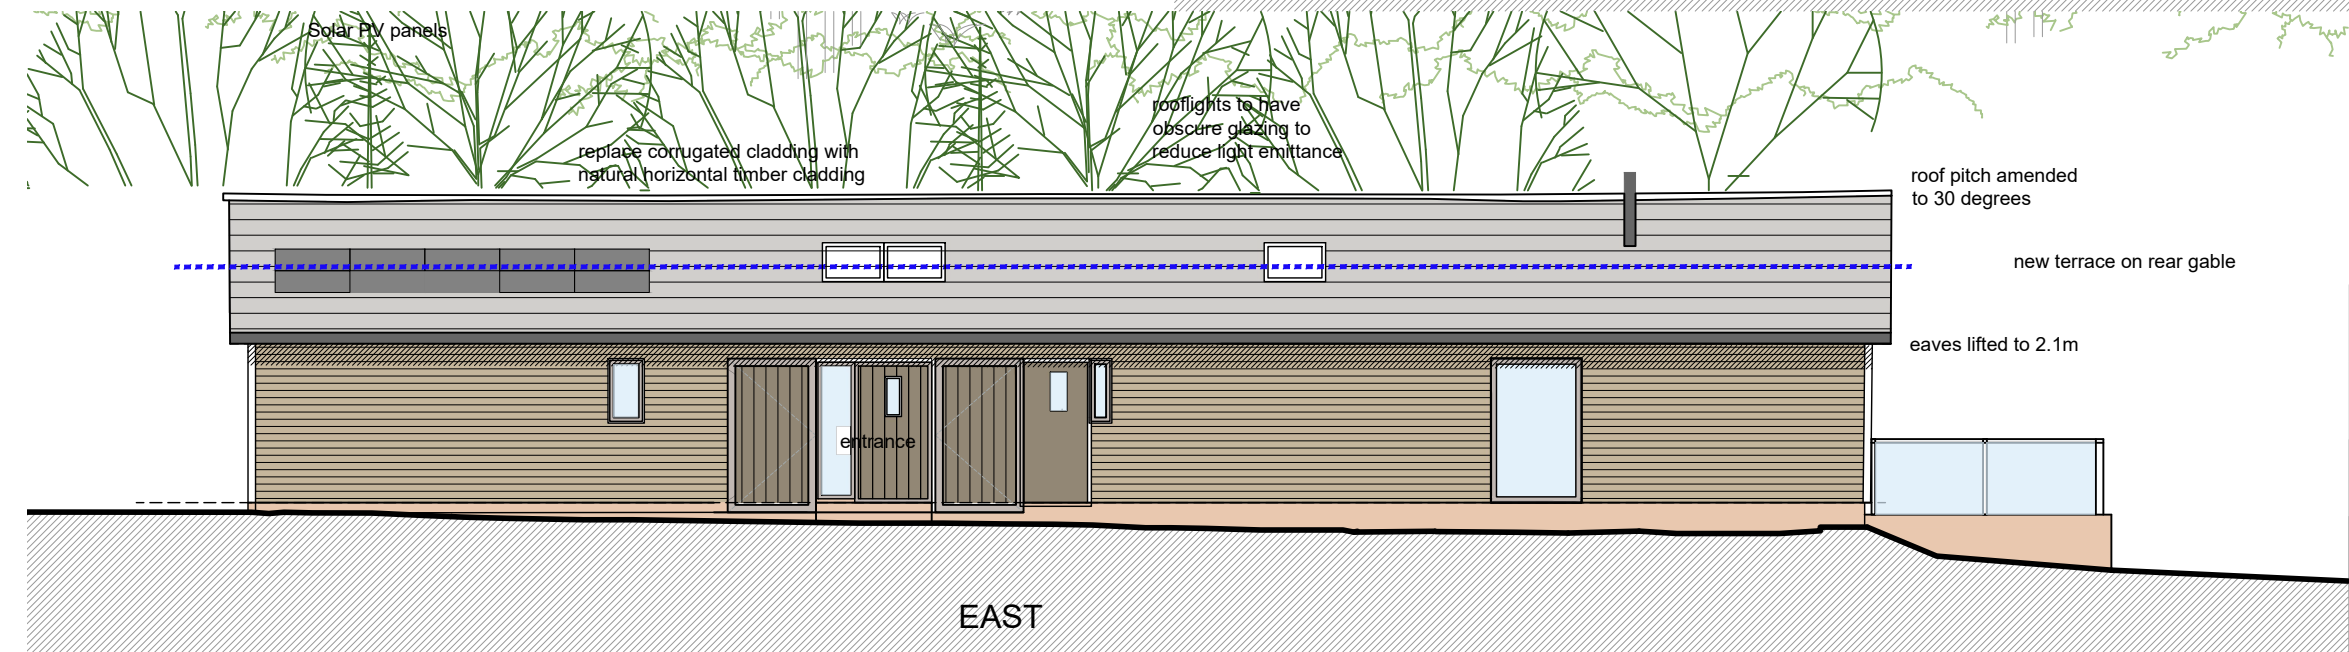 Solar PV panels
rooflights to have
obscure glazing to
reduce light emittance
replace corrugated cladding with
natural horizontal timber cladding
roof pitch amended
to 30 degrees
new terrace on rear gable
eaves lifted to 2.1m
entrance
EAST